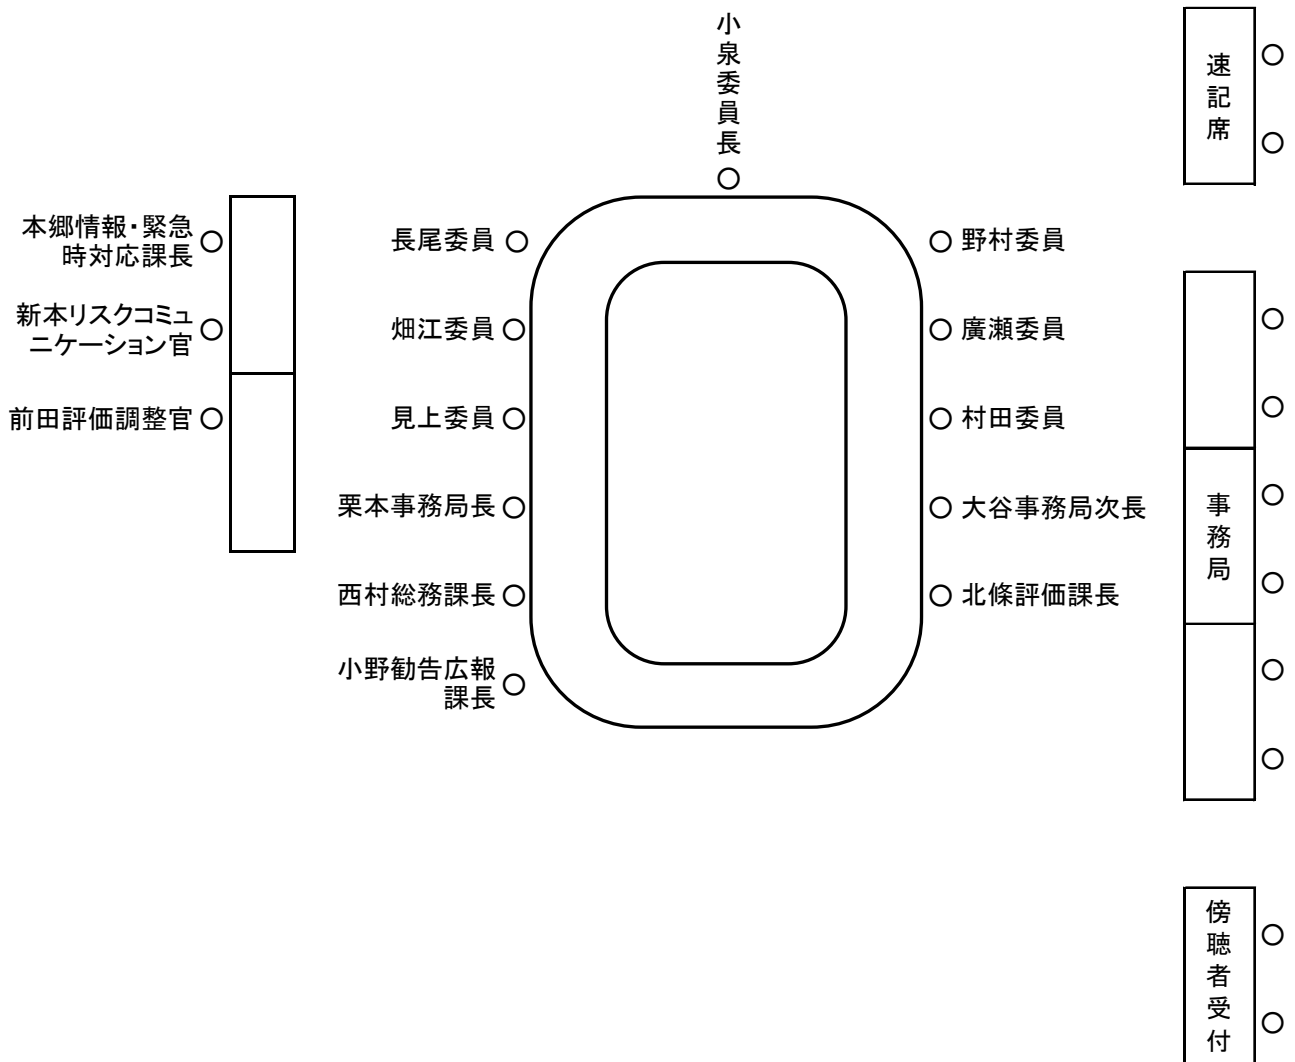 小泉委員長
速記席
本郷情報・緊急
時対応課長
新本リスクコミュ
ニケーション官
前田評価調整官
長尾委員
畑江委員
見上委員
栗本事務局長
西村総務課長
小野勧告広報
課長
野村委員
廣瀬委員
村田委員
大谷事務局次長
北條評価課長
事務局
傍聴者受付